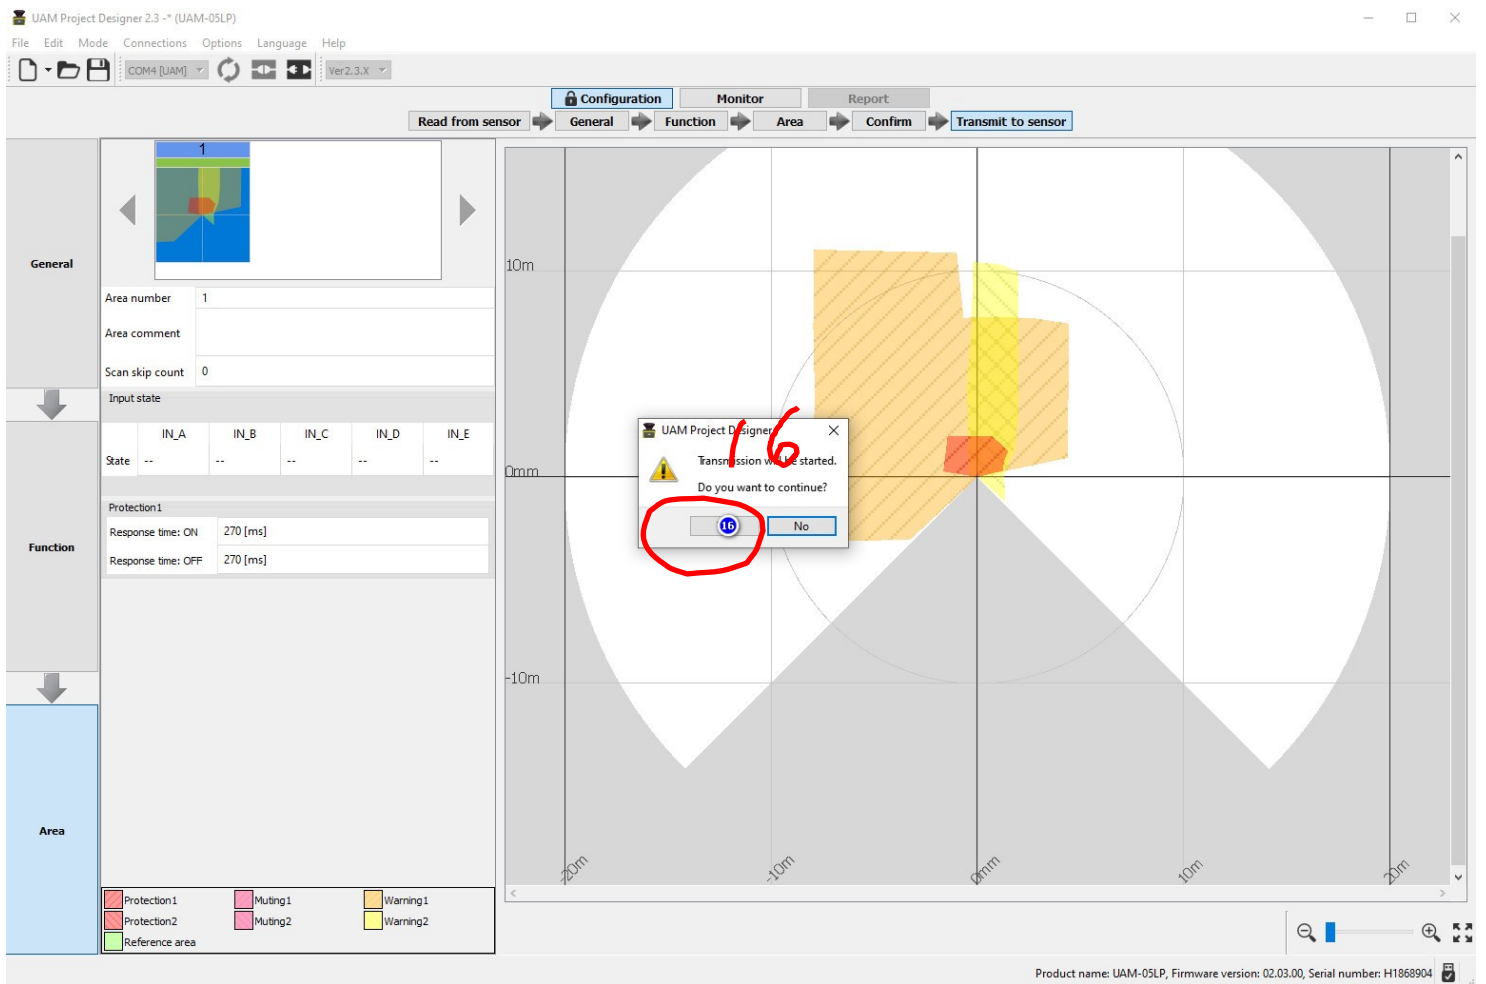 UAM Project Designer 2.3 -* (UAM-05LP)
File Edit Mode Connections Options Language Help
COM4 [UAM] Ver2.3.X
Configuration Monitor Report
Read from sensor General Function Area Confirm Transmit to sensor
1
General
Area number 1
Area comment
Scan skip count 0
Input state
IN_A IN_B IN_C IN_D IN_E
State -- -- -- -- --
Protection1
Response time: ON 270 [ms]
Response time: OFF 270 [ms]
Function
Area
Protection1 Muting1 Warning1
Protection2 Muting2 Warning2
Reference area
10m
0mm
-10m
-20m -10m 0mm 10m 20m
UAM Project Designer
16
Transmission will be started.
Do you want to continue?
16 No
Product name: UAM-05LP, Firmware version: 02.03.00, Serial number: H1868904